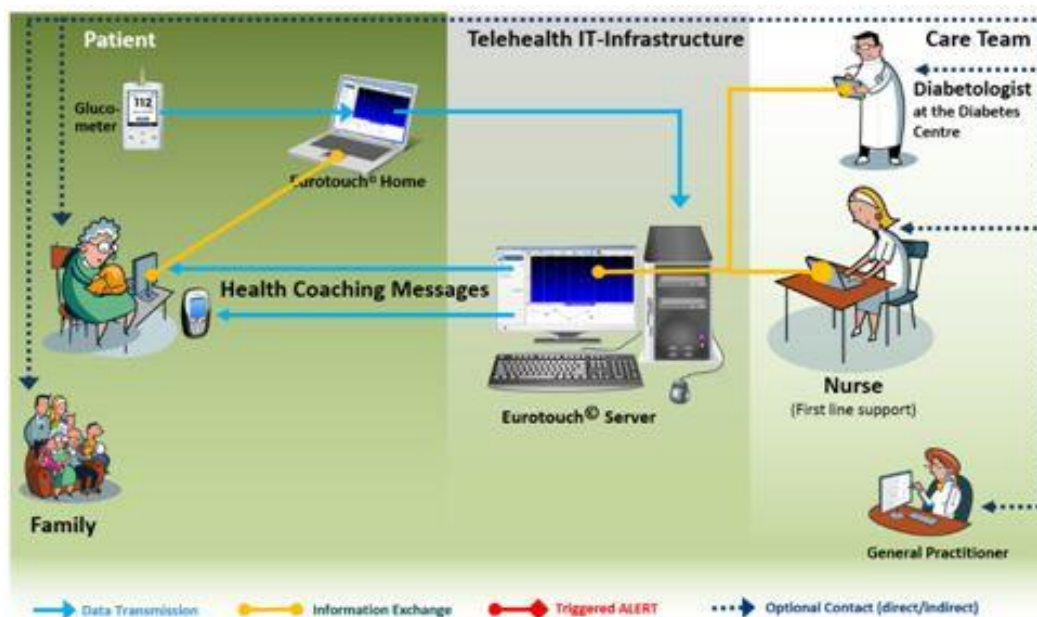 Patient
Telehealth IT-Infrastructure
Care Team
112
Gluco-
meter
Eurotouch© Home
Diabetologist
at the Diabetes
Centre
Health Coaching Messages
Eurotouch© Server
Nurse
(First line support)
Family
General Practitioner
Data Transmission
Information Exchange
Triggered ALERT
Optional Contact (direct/indirect)